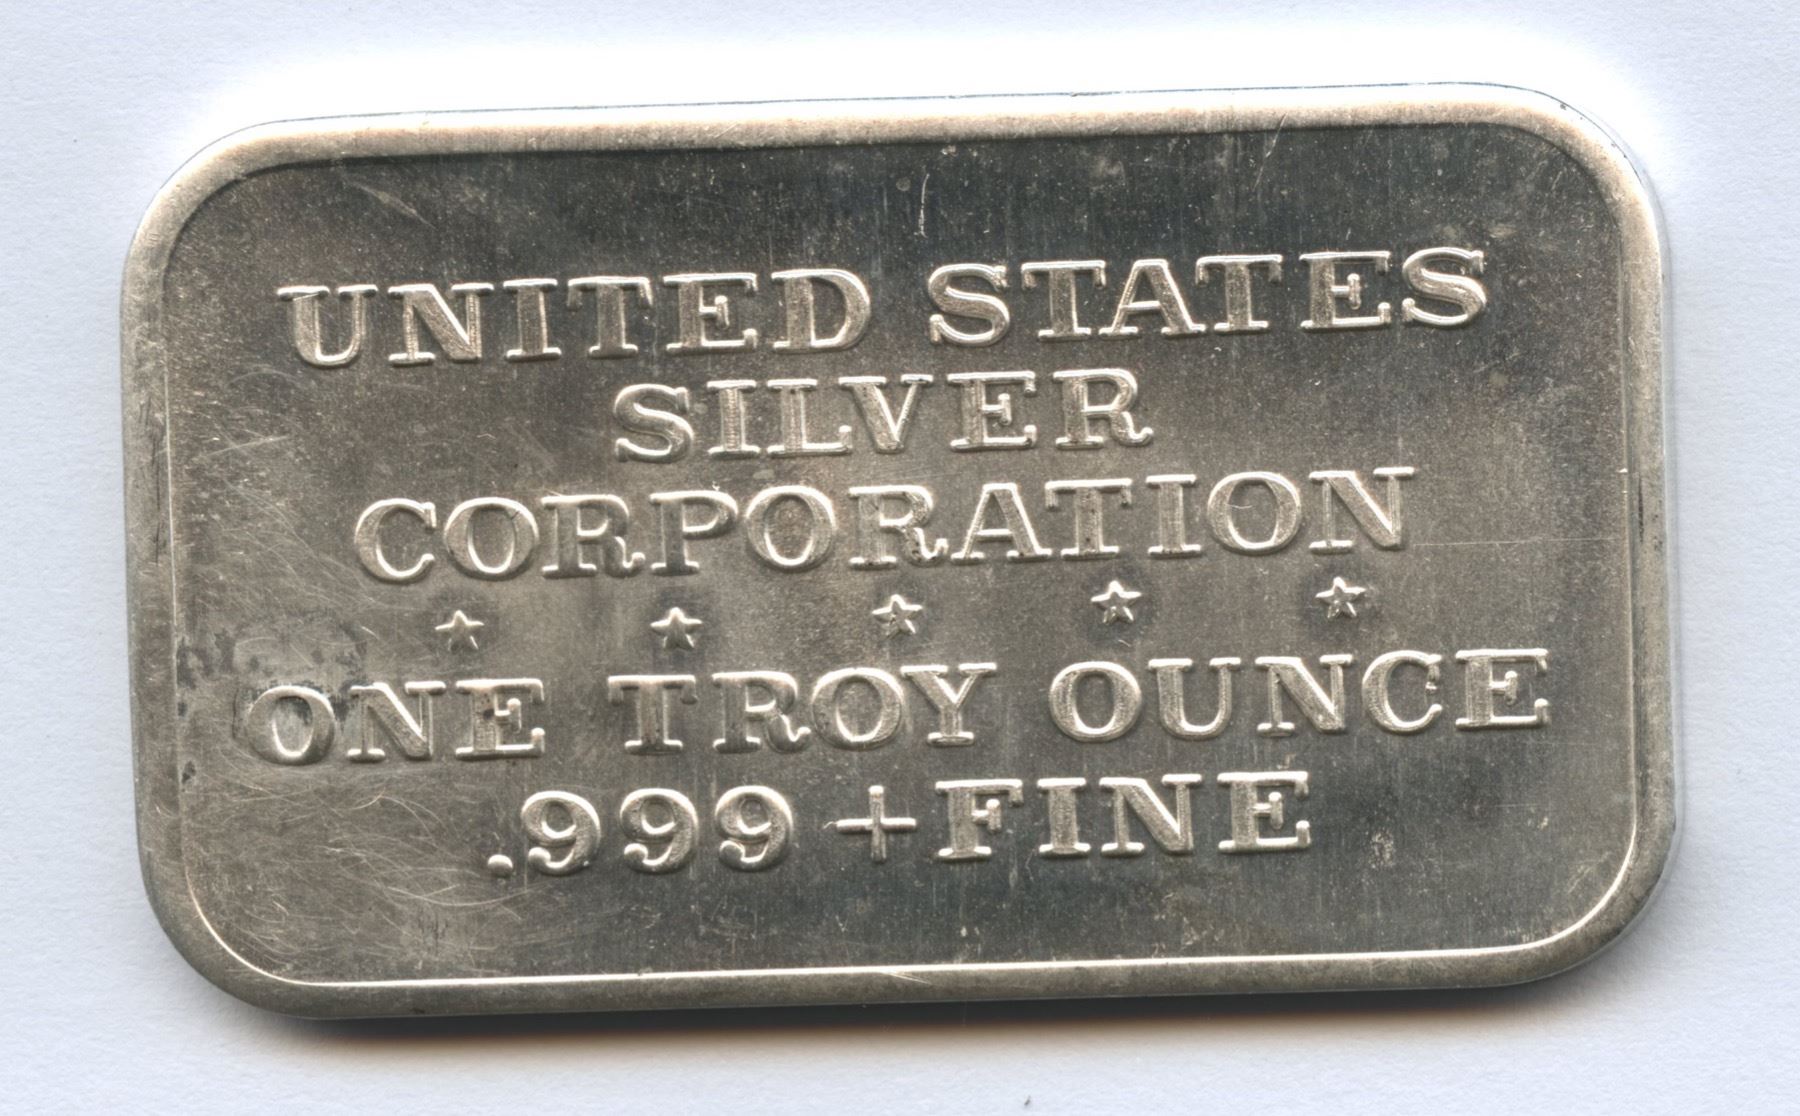 UNITED STATES
SILVER
CORPORATION
★ ★ ★ ★ ★
ONE TROY OUNCE
.999 + FINE